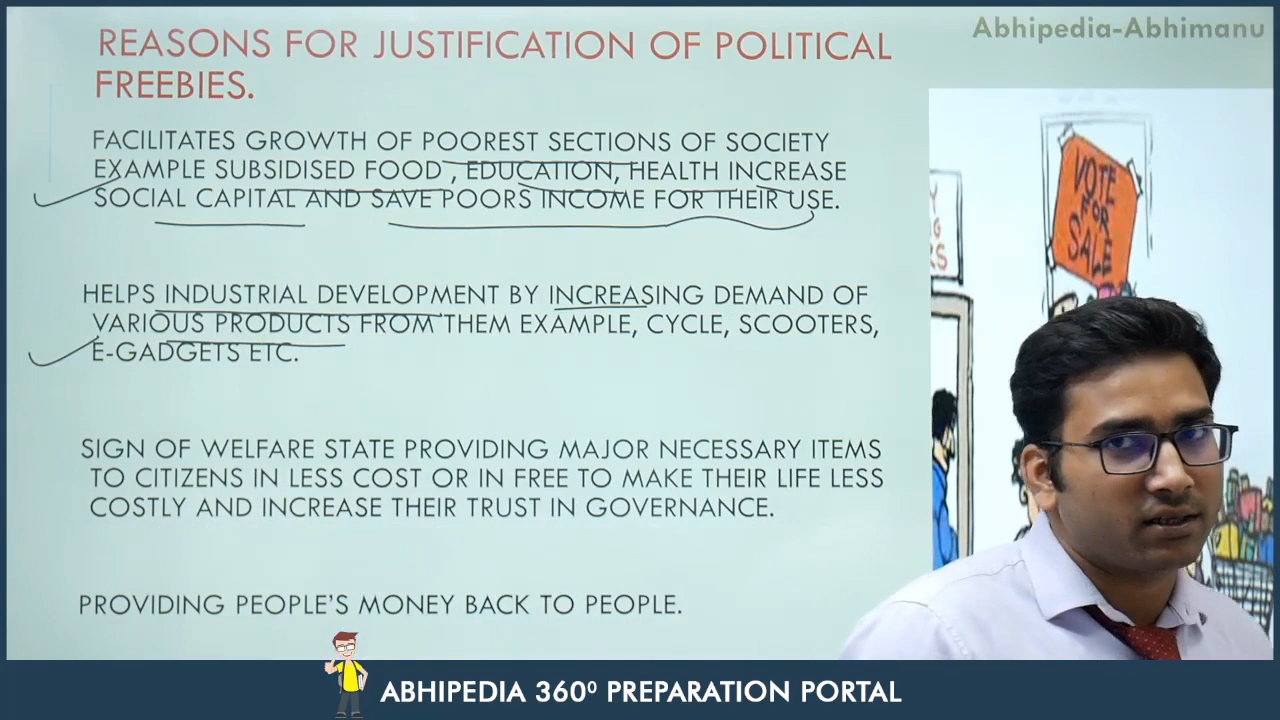 Abhipedia-Abhimanu
REASONS FOR JUSTIFICATION OF POLITICAL
FREEBIES.
FACILITATES GROWTH OF POOREST SECTIONS OF SOCIETY
EXAMPLE SUBSIDISED FOOD , EDUCATION, HEALTH INCREASE
SOCIAL CAPITAL AND SAVE POORS INCOME FOR THEIR USE.
HELPS INDUSTRIAL DEVELOPMENT BY INCREASING DEMAND OF
VARIOUS PRODUCTS FROM THEM EXAMPLE, CYCLE, SCOOTERS,
E-GADGETS ETC.
SIGN OF WELFARE STATE PROVIDING MAJOR NECESSARY ITEMS
TO CITIZENS IN LESS COST OR IN FREE TO MAKE THEIR LIFE LESS
COSTLY AND INCREASE THEIR TRUST IN GOVERNANCE.
PROVIDING PEOPLE'S MONEY BACK TO PEOPLE.
VOTE
FOR
SALE
ABHIPEDIA 360⁰ PREPARATION PORTAL